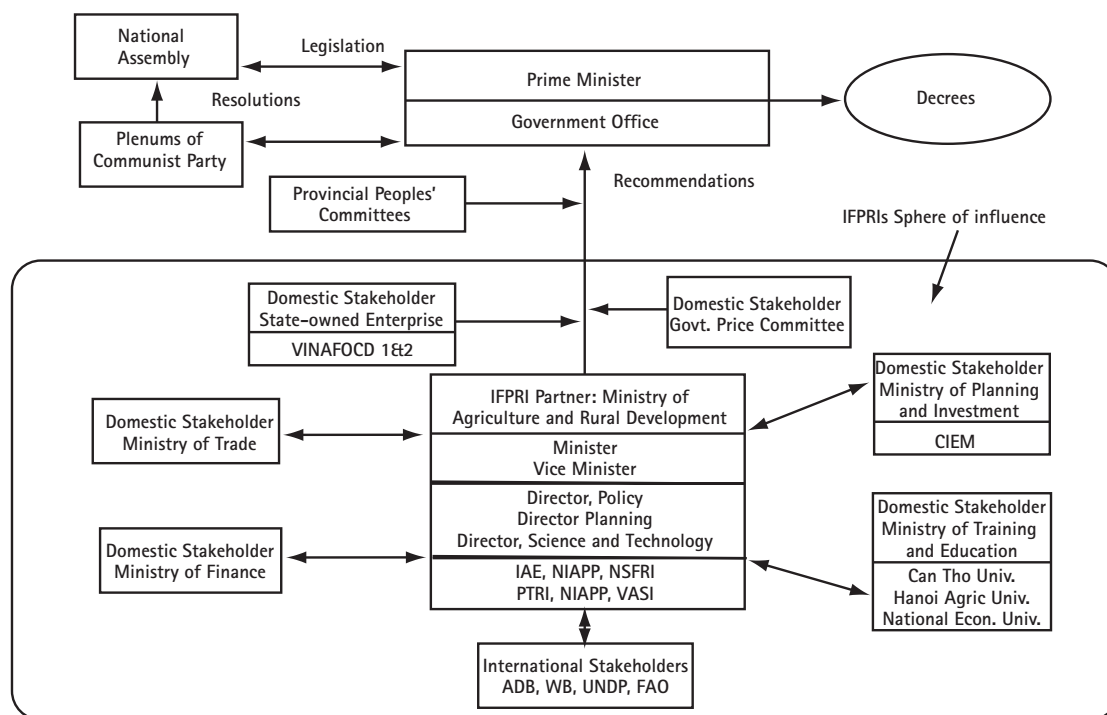 National
Assembly
Legislation
Prime Minister
Government Office
Decrees
Resolutions
Plenums of
Communist Party
Recommendations
Provincial Peoples'
Committees
IFPRIs Sphere of influence
Domestic Stakeholder
State-owned Enterprise
VINAFOCD 1&2
Domestic Stakeholder
Govt. Price Committee
IFPRI Partner: Ministry of
Agriculture and Rural Development
Minister
Vice Minister
Director, Policy
Director Planning
Director, Science and Technology
IAE, NIAPP, NSFRI
PTRI, NIAPP, VASI
Domestic Stakeholder
Ministry of Planning
and Investment
CIEM
Domestic Stakeholder
Ministry of Trade
Domestic Stakeholder
Ministry of Finance
Domestic Stakeholder
Ministry of Training
and Education
Can Tho Univ.
Hanoi Agric Univ.
National Econ. Univ.
International Stakeholders
ADB, WB, UNDP, FAO